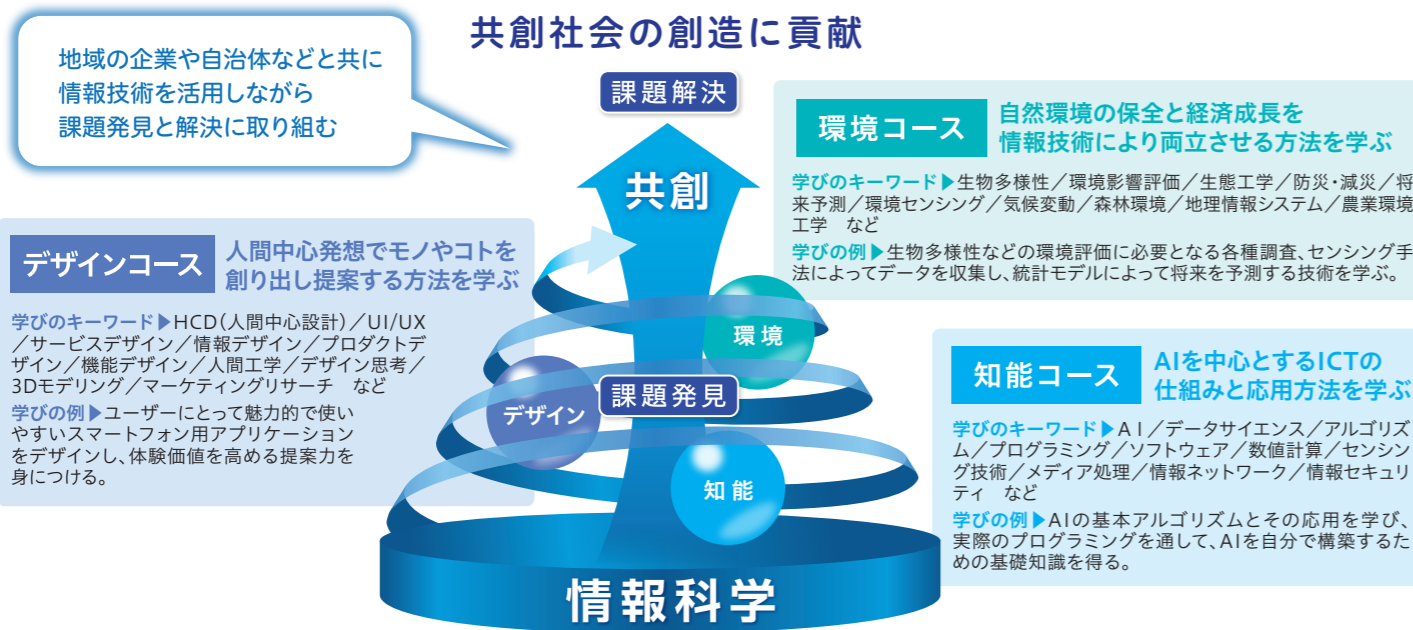 共創社会の創造に貢献
地域の企業や自治体などと共に
情報技術を活用しながら
課題発見と解決に取り組む
課題解決
共創
環境コース
自然環境の保全と経済成長を
情報技術により両立させる方法を学ぶ
学びのキーワード▶生物多様性／環境影響評価／生態工学／防災・減災／将
来予測／環境センシング／気候変動／森林環境／地理情報システム／農業環境
工学　など
学びの例▶生物多様性などの環境評価に必要となる各種調査、センシング手
法によってデータを収集し、統計モデルによって将来を予測する技術を学ぶ。
デザインコース
人間中心発想でモノやコトを
創り出し提案する方法を学ぶ
学びのキーワード▶HCD（人間中心設計）／UI/UX
／サービスデザイン／情報デザイン／プロダクトデ
ザイン／機能デザイン／人間工学／デザイン思考／
3Dモデリング／マーケティングリサーチ　など
学びの例▶ユーザーにとって魅力的で使い
やすいスマートフォン用アプリケーション
をデザインし、体験価値を高める提案力を
身につける。
環境
課題発見
デザイン
知能
知能コース
AIを中心とするICTの
仕組みと応用方法を学ぶ
学びのキーワード▶AI／データサイエンス／アルゴリズ
ム／プログラミング／ソフトウェア／数値計算／センシン
グ技術／メディア処理／情報ネットワーク／情報セキュリ
ティ　など
学びの例▶AIの基本アルゴリズムとその応用を学び、
実際のプログラミングを通して、AIを自分で構築するた
めの基礎知識を得る。
情報科学